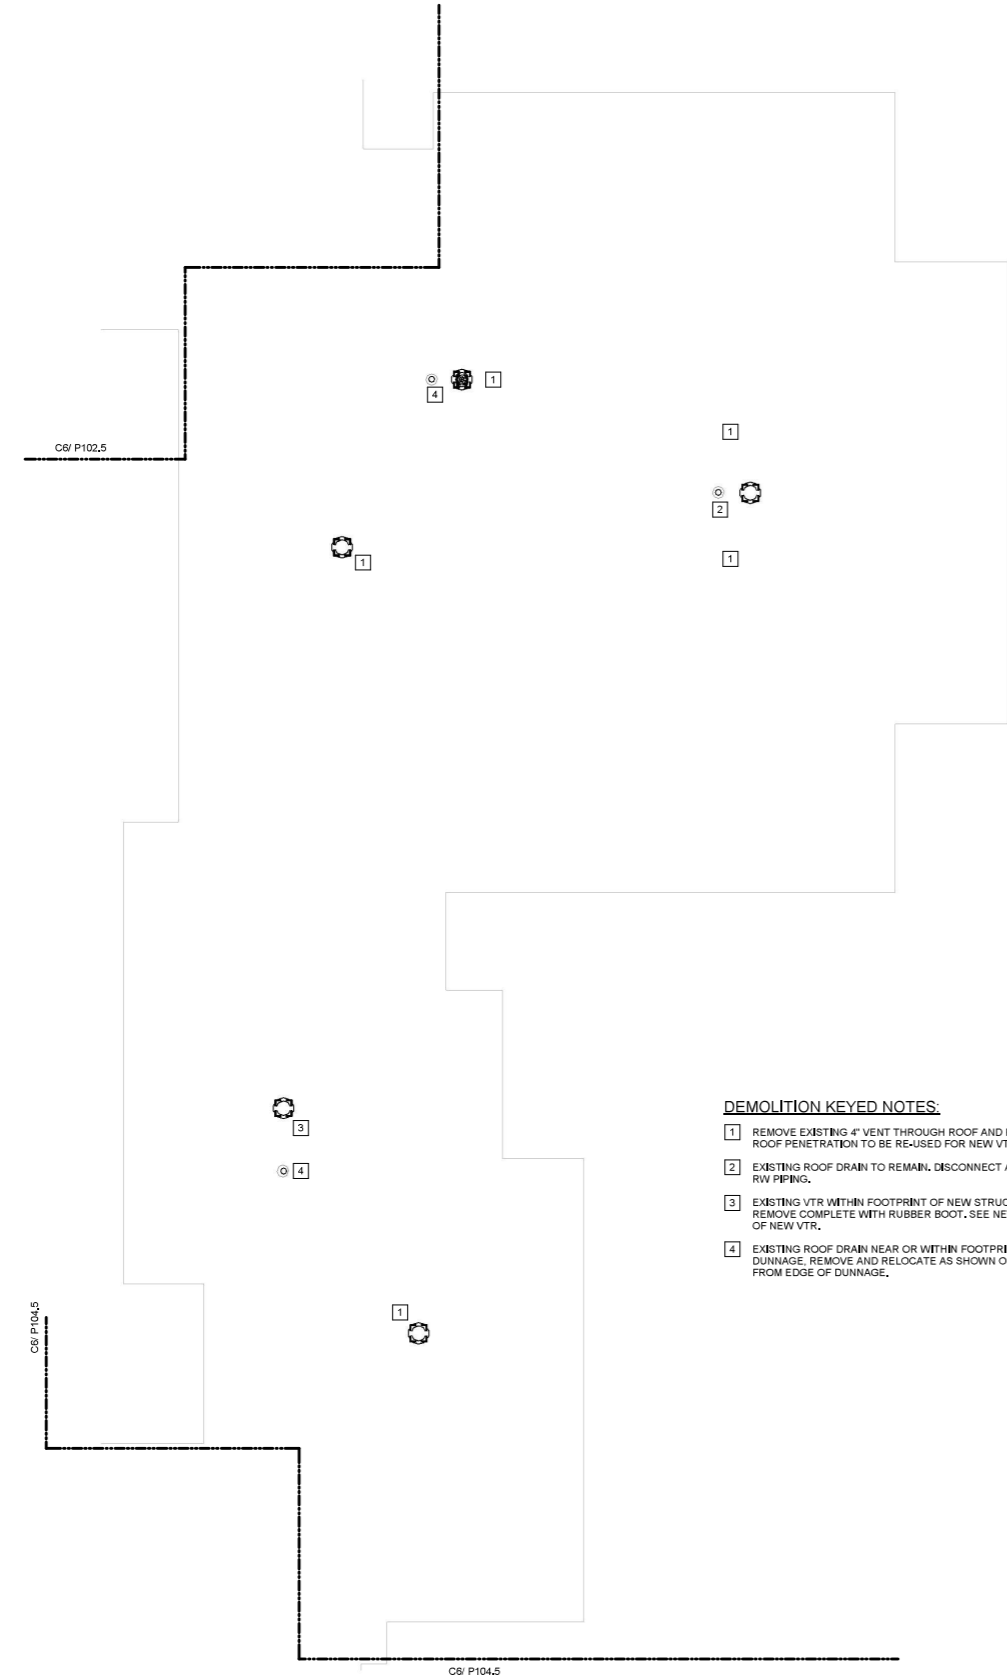 4
1
1
C6/ P102.5
2
1
1
3
4
1
C6/ P104.5
C6/ P104.5
DEMOLITION KEYED NOTES:
1 REMOVE EXISTING 4" VENT THROUGH ROOF AND
ROOF PENETRATION TO BE RE-USED FOR NEW
2 EXISTING ROOF DRAIN TO REMAIN. DISCONNECT
RW PIPING.
3 EXISTING VTR WITHIN FOOTPRINT OF NEW
REMOVE COMPLETE WITH RUBBER BOOT. SEE
OF NEW VTR.
4 EXISTING ROOF DRAIN NEAR OR WITHIN
DUNNAGE, REMOVE AND RELOCATE AS SHOWN
FROM EDGE OF DUNNAGE.